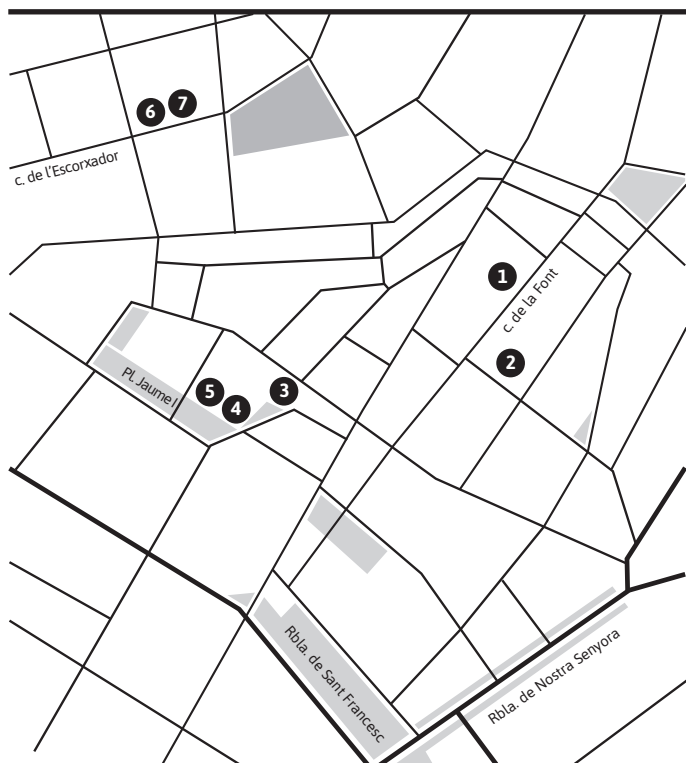 6
7
c. de l'Escorxador
1
c. de la Font
2
Pl. Jaume I
5
4
3
Rbla. de Sant Francesc
Rbla. de Nostra Senyora